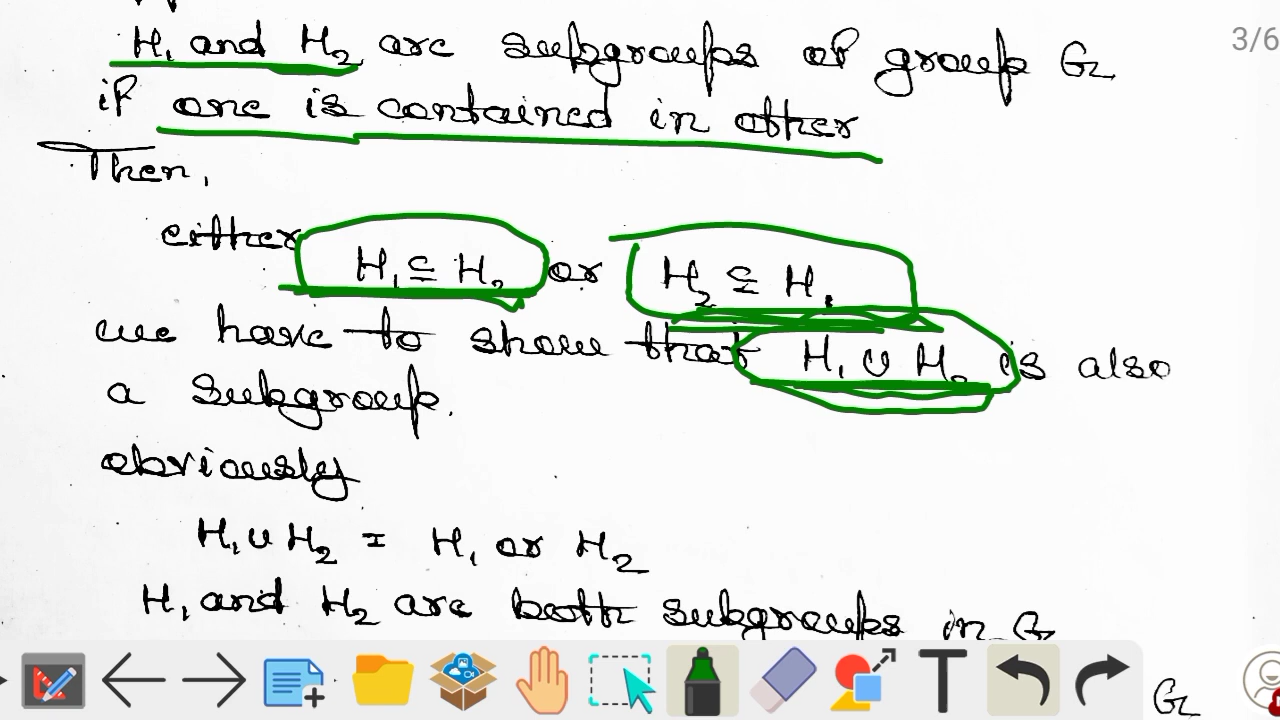 3/6
H₁ and H₂ are subgroups of group G
if one is contained in other
Then,
either H₁ ⊆ H₂ or H₂ ⊆ H₁
we have to show that H₁ ∪ H₂ is also
a subgroup.
obviously
H₁ ∪ H₂ = H₁ or H₂
H₁ and H₂ are both subgroups in G
T
G